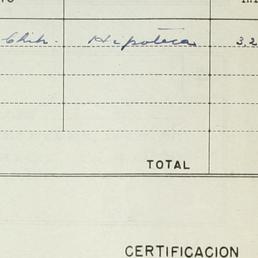 Chih. Hipoteca 3,2
TOTAL
CERTIFICACION